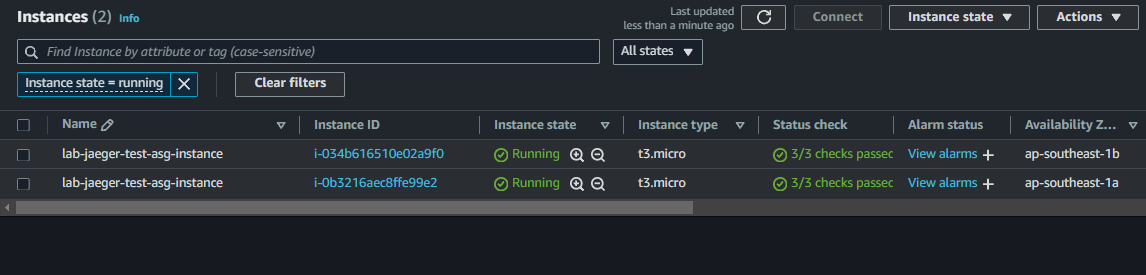 Instances (2) Info
Last updated
less than a minute ago
Connect
Instance state
Actions
Find Instance by attribute or tag (case-sensitive)
All states
Instance state = running
Clear filters
Name Instance ID Instance state Instance type Status check Alarm status Availability Z...
lab-jaeger-test-asg-instance i-034b616510e02a9f0 Running t3.micro 3/3 checks passec View alarms + ap-southeast-1b
lab-jaeger-test-asg-instance i-0b3216aec8ffe99e2 Running t3.micro 3/3 checks passec View alarms + ap-southeast-1a